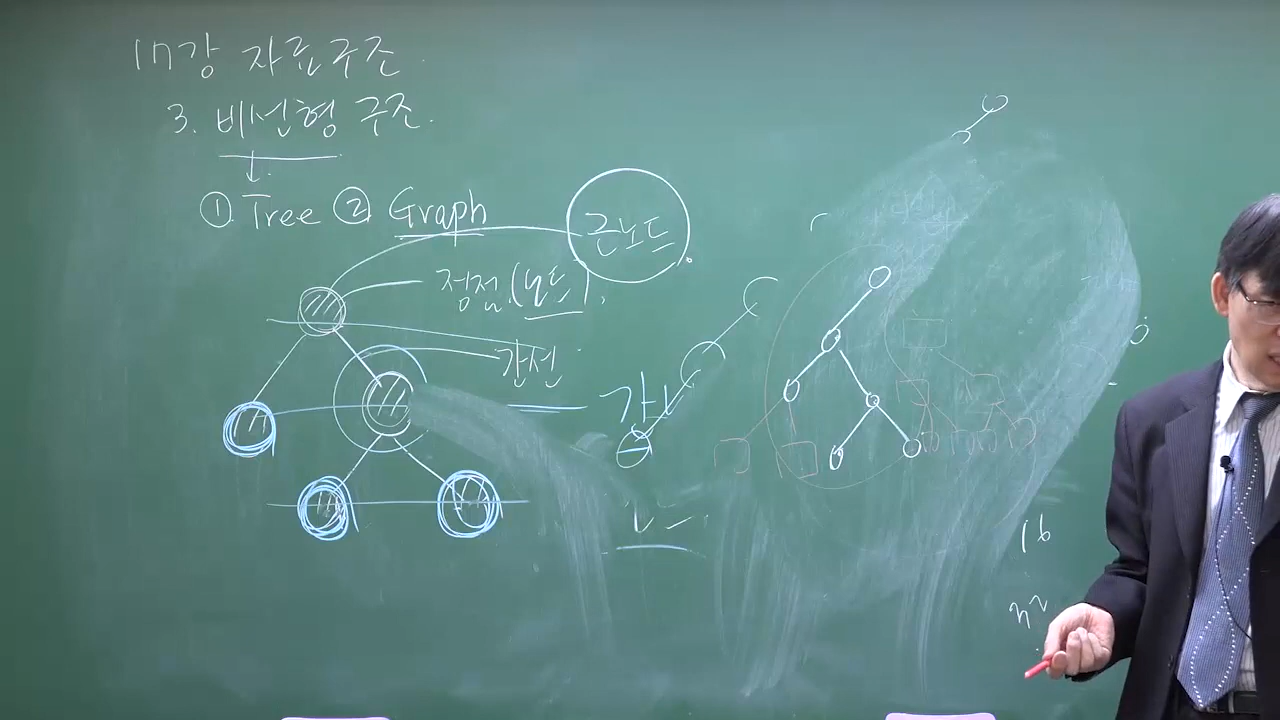 17강 자료구조.
3. 비선형 구조.
① Tree ② Graph
근노드
정점(노드).
간선
16
n²